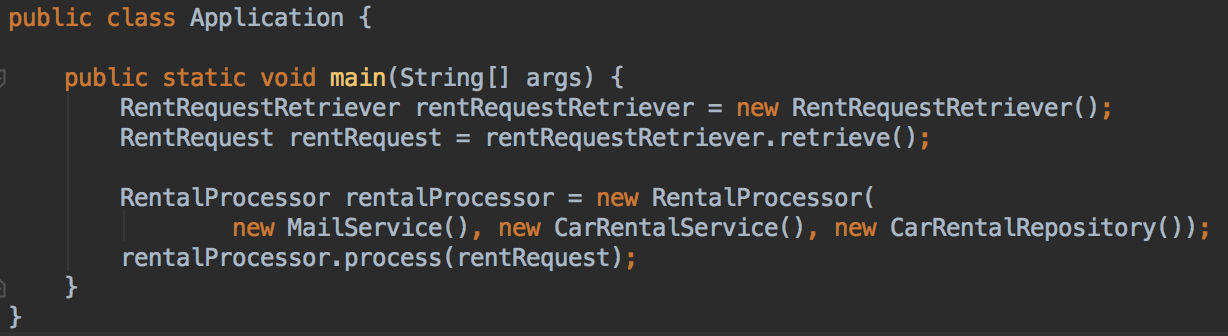 public class Application {
    public static void main(String[] args) {
        RentRequestRetriever rentRequestRetriever = new RentRequestRetriever();
        RentRequest rentRequest = rentRequestRetriever.retrieve();
        RentalProcessor rentalProcessor = new RentalProcessor(
                new MailService(), new CarRentalService(), new CarRentalRepository());
        rentalProcessor.process(rentRequest);
    }
}